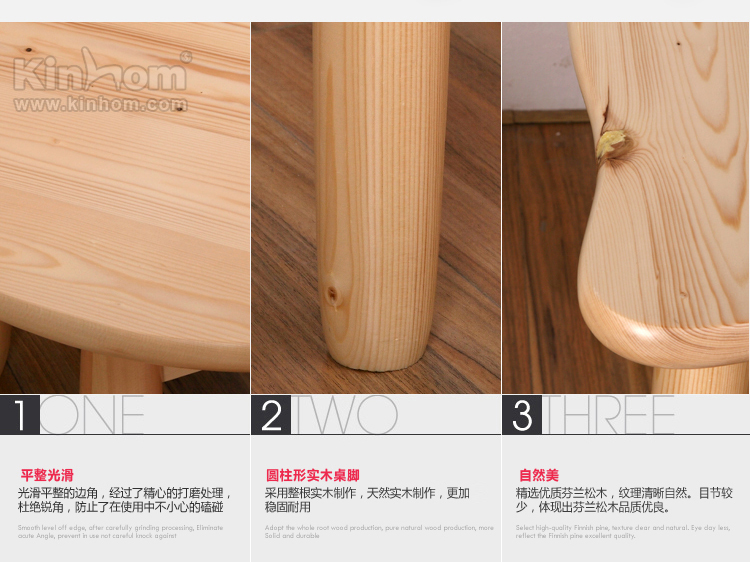 Kinhom®
www.kinhom.com
1 ONE
平整光滑
光滑平整的边角，经过了精心的打磨处理，
杜绝锐角，防止了在使用中不小心的磕碰
Smooth level off edge, after carefully grinding processing, Eliminate
acute Angle, prevent in use not careful knock against
2 TWO
圆柱形实木桌脚
采用整根实木制作，天然实木制作，更加
稳固耐用
Adopt the whole root wood production, pure natural wood production, more
Solid and durable
3 THREE
自然美
精选优质芬兰松木，纹理清晰自然。目节较
少，体现出芬兰松木品质优良。
Select high-quality Finnish pine, texture clear and natural. Eye day less,
reflect the Finnish pine excellent quality.